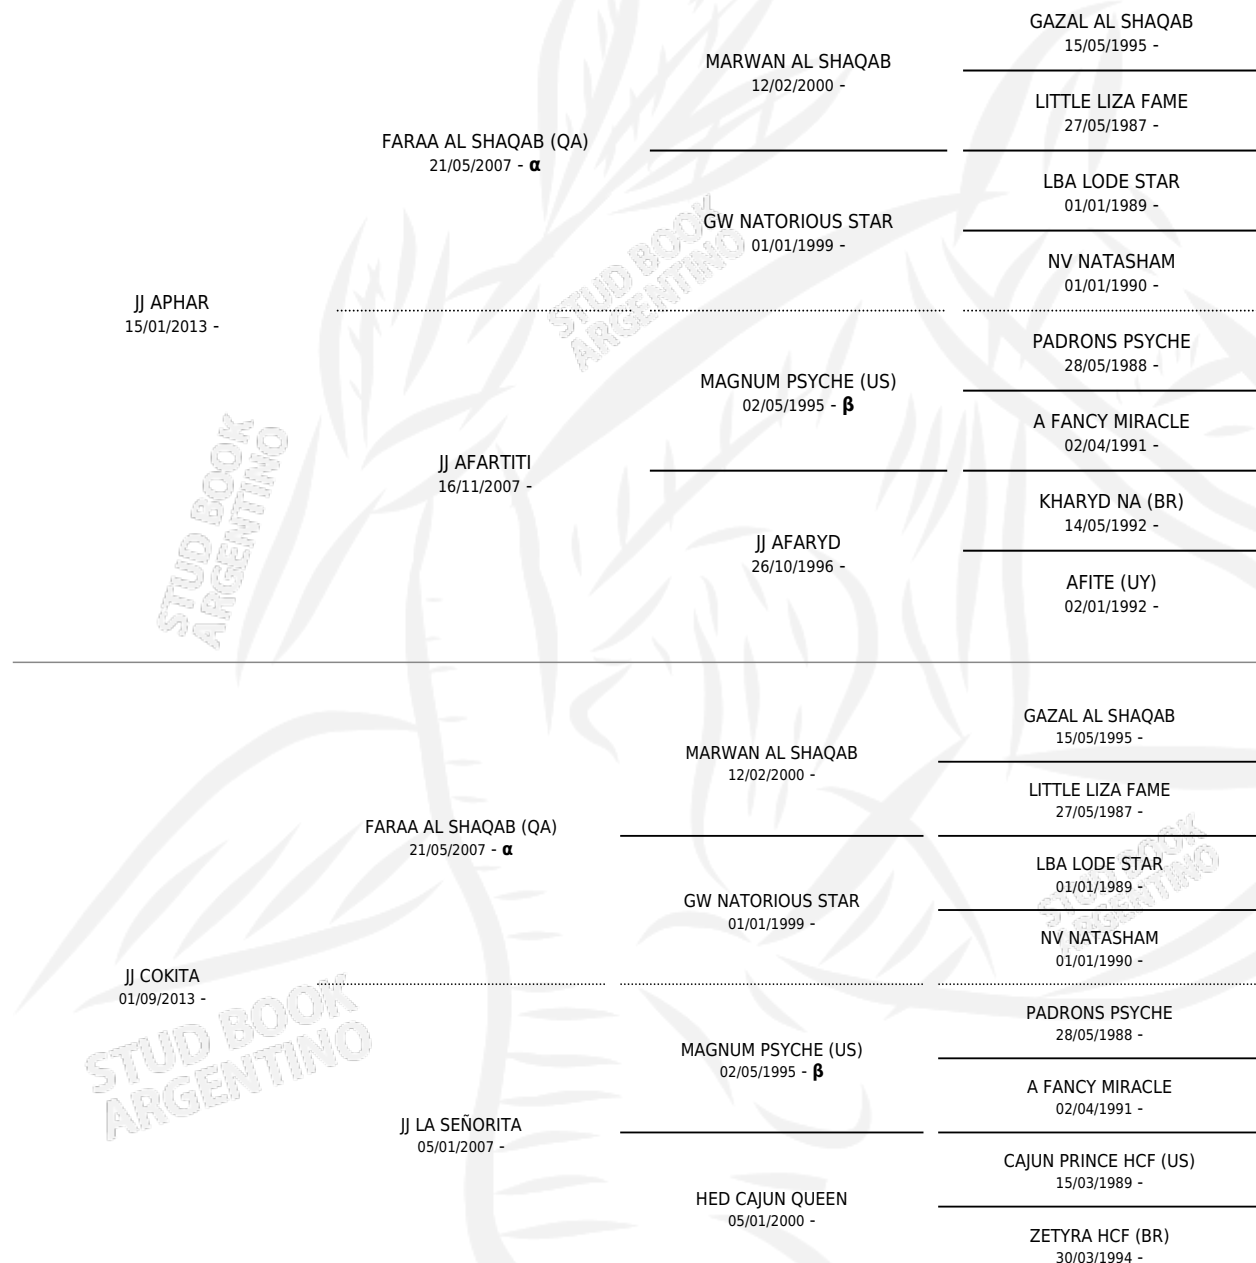 GAZAL AL SHAQAB
15/05/1995 -
MARWAN AL SHAQAB
12/02/2000 -
LITTLE LIZA FAME
27/05/1987 -
FARAA AL SHAQAB (QA)
21/05/2007 - α
LBA LODE STAR
01/01/1989 -
GW NATORIOUS STAR
01/01/1999 -
NV NATASHAM
01/01/1990 -
JJ APHAR
15/01/2013 -
STUD BOOK
ARGENTINO
PADRONS PSYCHE
28/05/1988 -
MAGNUM PSYCHE (US)
02/05/1995 - β
A FANCY MIRACLE
02/04/1991 -
JJ AFARTITI
16/11/2007 -
KHARYD NA (BR)
14/05/1992 -
JJ AFARYD
26/10/1996 -
AFITE (UY)
02/01/1992 -
STUD BOOK
ARGENTINO
GAZAL AL SHAQAB
15/05/1995 -
MARWAN AL SHAQAB
12/02/2000 -
LITTLE LIZA FAME
27/05/1987 -
FARAA AL SHAQAB (QA)
21/05/2007 - α
LBA LODE STAR
01/01/1989 -
STUD BOOK
ARGENTINO
GW NATORIOUS STAR
01/01/1999 -
NV NATASHAM
01/01/1990 -
JJ COKITA
01/09/2013 -
STUD BOOK
ARGENTINO
PADRONS PSYCHE
28/05/1988 -
MAGNUM PSYCHE (US)
02/05/1995 - β
A FANCY MIRACLE
02/04/1991 -
JJ LA SEÑORITA
05/01/2007 -
CAJUN PRINCE HCF (US)
15/03/1989 -
HED CAJUN QUEEN
05/01/2000 -
ZETYRA HCF (BR)
30/03/1994 -